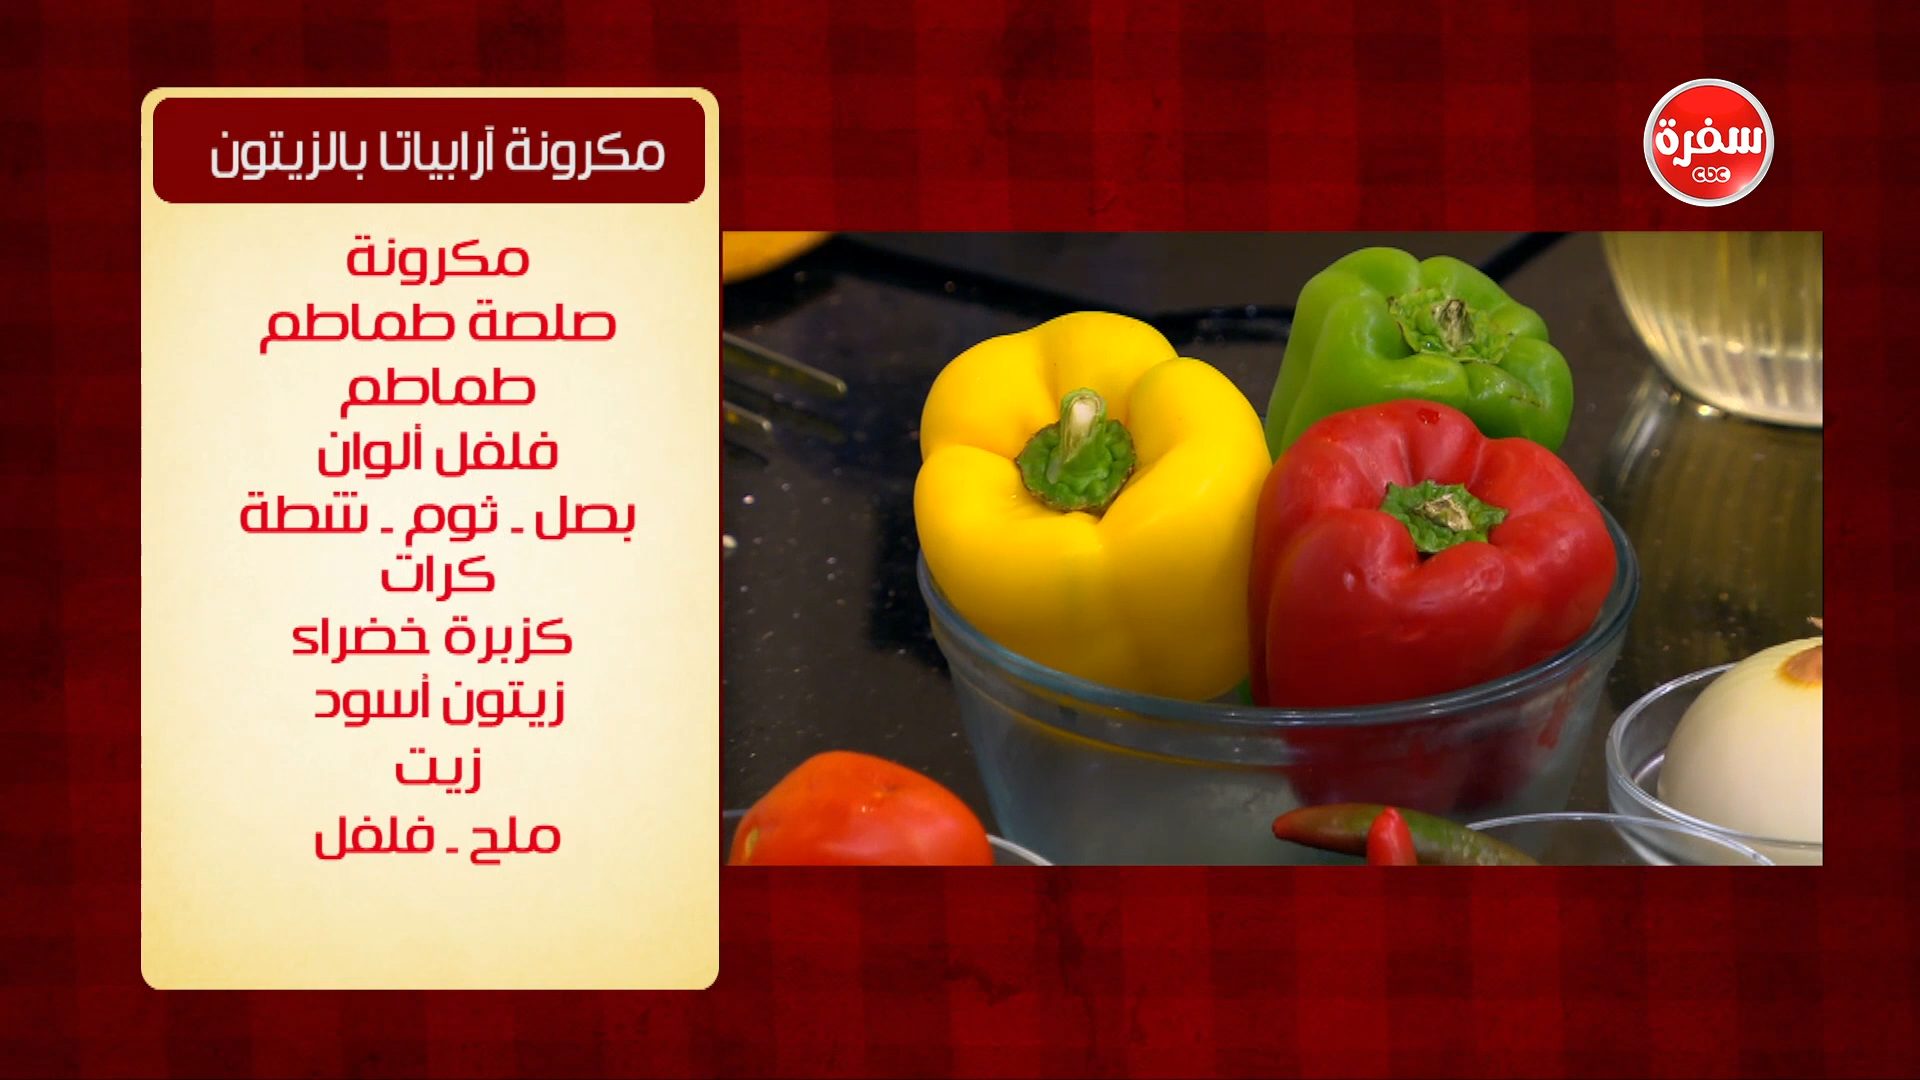 مكرونة آرابياتا بالزيتون
مكرونة
صلصة طماطم
طماطم
فلفل ألوان
بصل - ثوم - شطة
كرات
كزبرة خضراء
زيتون أسود
زيت
ملح - فلفل
سفرة
cbc